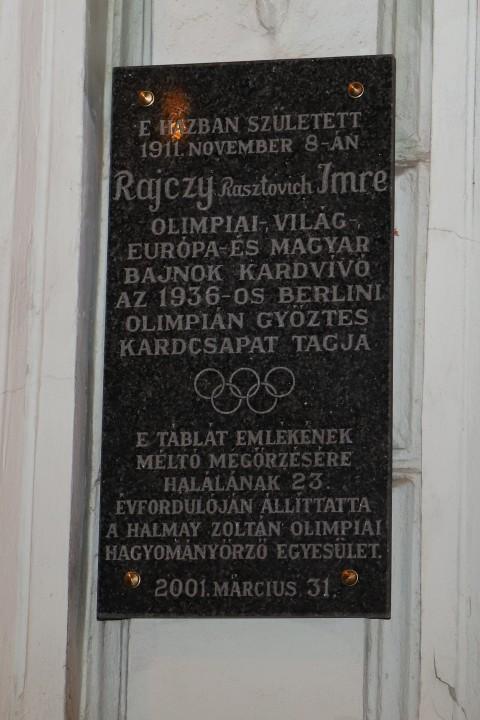 E HÁZBAN SZÜLETETT
1911. NOVEMBER 8-ÁN
Rajczy Rasztovich Imre
OLIMPIAI-, VILÁG-,
EURÓPA- ÉS MAGYAR
BAJNOK KARDVÍVÓ
AZ 1936-OS BERLINI
OLIMPIÁN GYŐZTES
KARDCSAPAT TAGJA
E TÁBLÁT EMLÉKÉNEK
MÉLTÓ MEGŐRZÉSÉRE
HALÁLÁNAK 23.
ÉVFORDULÓJÁN ÁLLÍTTATTA
A HALMAY ZOLTÁN OLIMPIAI
HAGYOMÁNYŐRZŐ EGYESÜLET.
2001. MÁRCIUS 31.